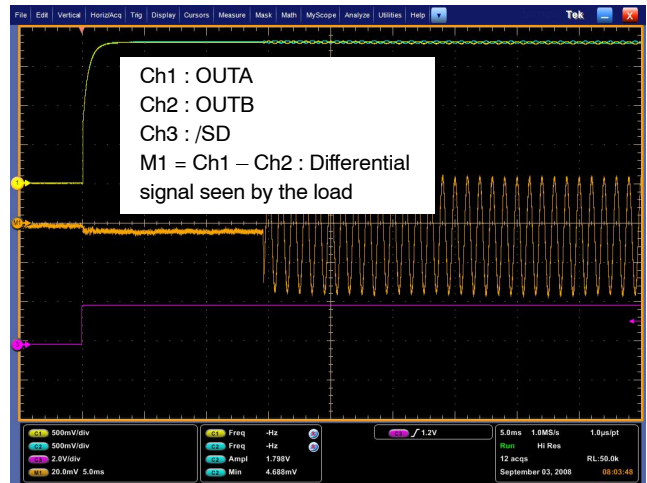 File Edit Vertical Horiz/Acq Trig Display Cursors Measure Mask Math MyScope Analyze Utilities Help Tek X
Ch1 : OUTA
Ch2 : OUTB
Ch3 : /SD
M1 = Ch1 – Ch2 : Differential
signal seen by the load
1
M1
C1 500mV/div
C2 500mV/div
C3 2.0V/div
M1 20.0mV 5.0ms
C1 Freq -Hz
C2 Freq -Hz
C2 Ampl 1.798V
C2 Min 4.688mV
1.2V
5.0ms 1.0MS/s 1.0µs/pt
Run Hi Res
12 acqs RL:50.0k
September 03, 2008 08:03:48